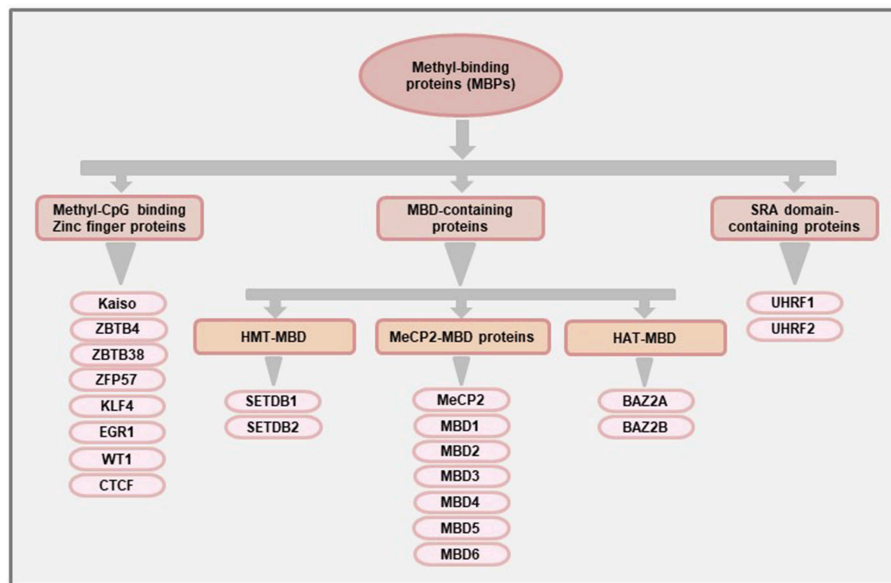 Methyl-binding
proteins (MBPs)
Methyl-CpG binding
Zinc finger proteins
MBD-containing
proteins
SRA domain-
containing proteins
Kaiso
ZBTB4
ZBTB38
ZFP57
KLF4
EGR1
WT1
CTCF
HMT-MBD
MeCP2-MBD proteins
HAT-MBD
SETDB1
SETDB2
MeCP2
MBD1
MBD2
MBD3
MBD4
MBD5
MBD6
BAZ2A
BAZ2B
UHRF1
UHRF2